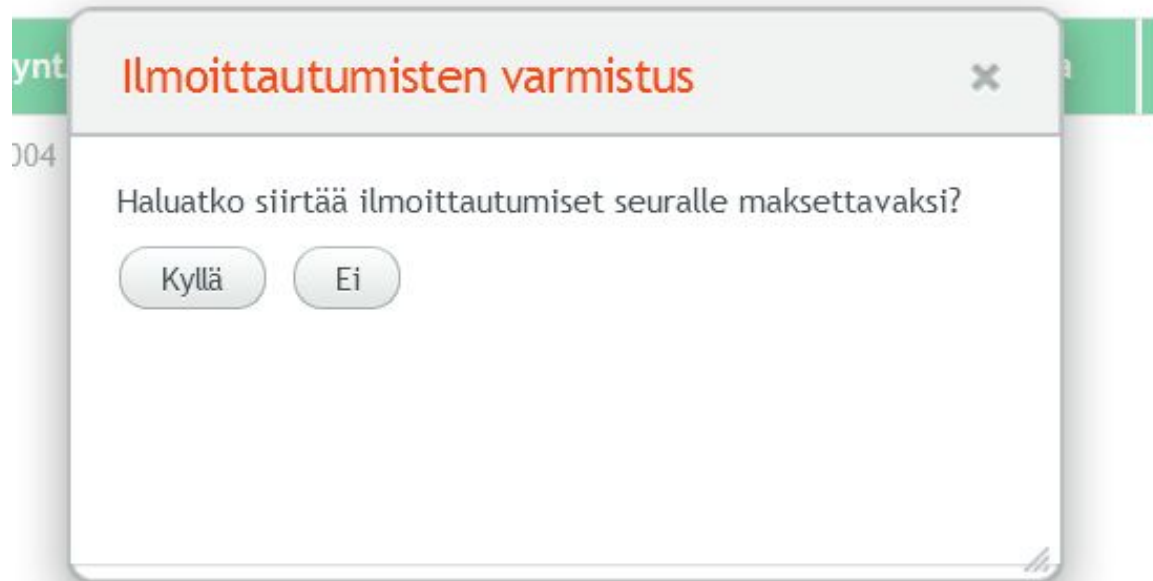 Ilmoittautumisten varmistus
Haluatko siirtää ilmoittautumiset seuralle maksettavaksi?
Kyllä Ei